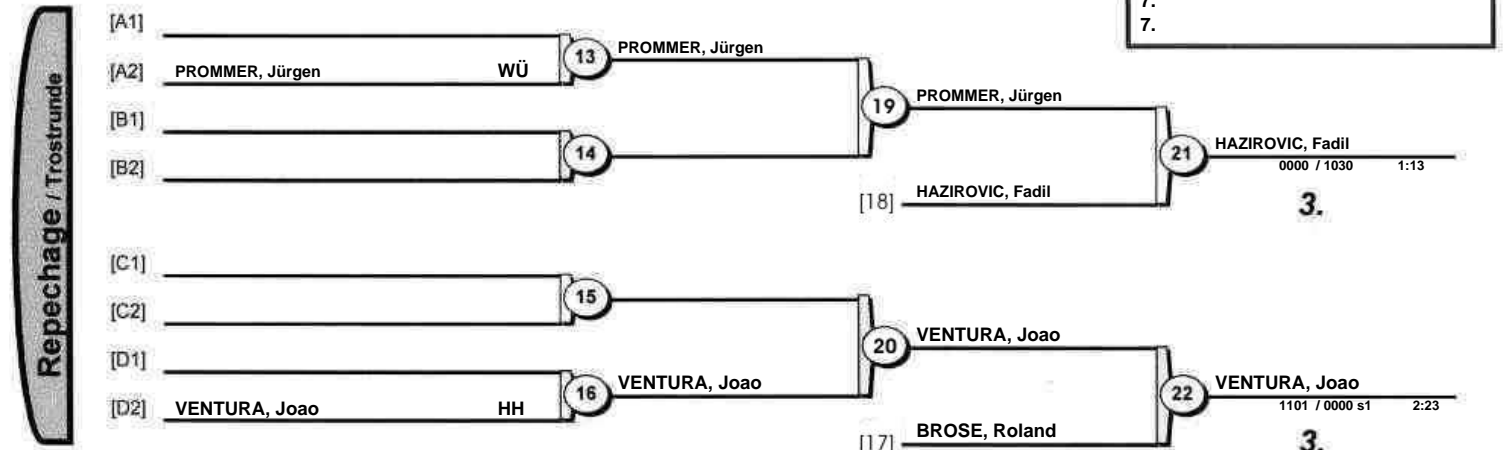 7.
7.
Repechage / Trostrunde
[A1]
[A2] PROMMER, Jürgen WÜ
13 PROMMER, Jürgen
[B1]
[B2]
14
19 PROMMER, Jürgen
[18] HAZIROVIC, Fadil
21 HAZIROVIC, Fadil
0000 / 1030 1:13
3.
[C1]
[C2]
15
[D1]
[D2] VENTURA, Joao HH
16 VENTURA, Joao
20 VENTURA, Joao
[17] BROSE, Roland
22 VENTURA, Joao
1101 / 0000 s1 2:23
3.